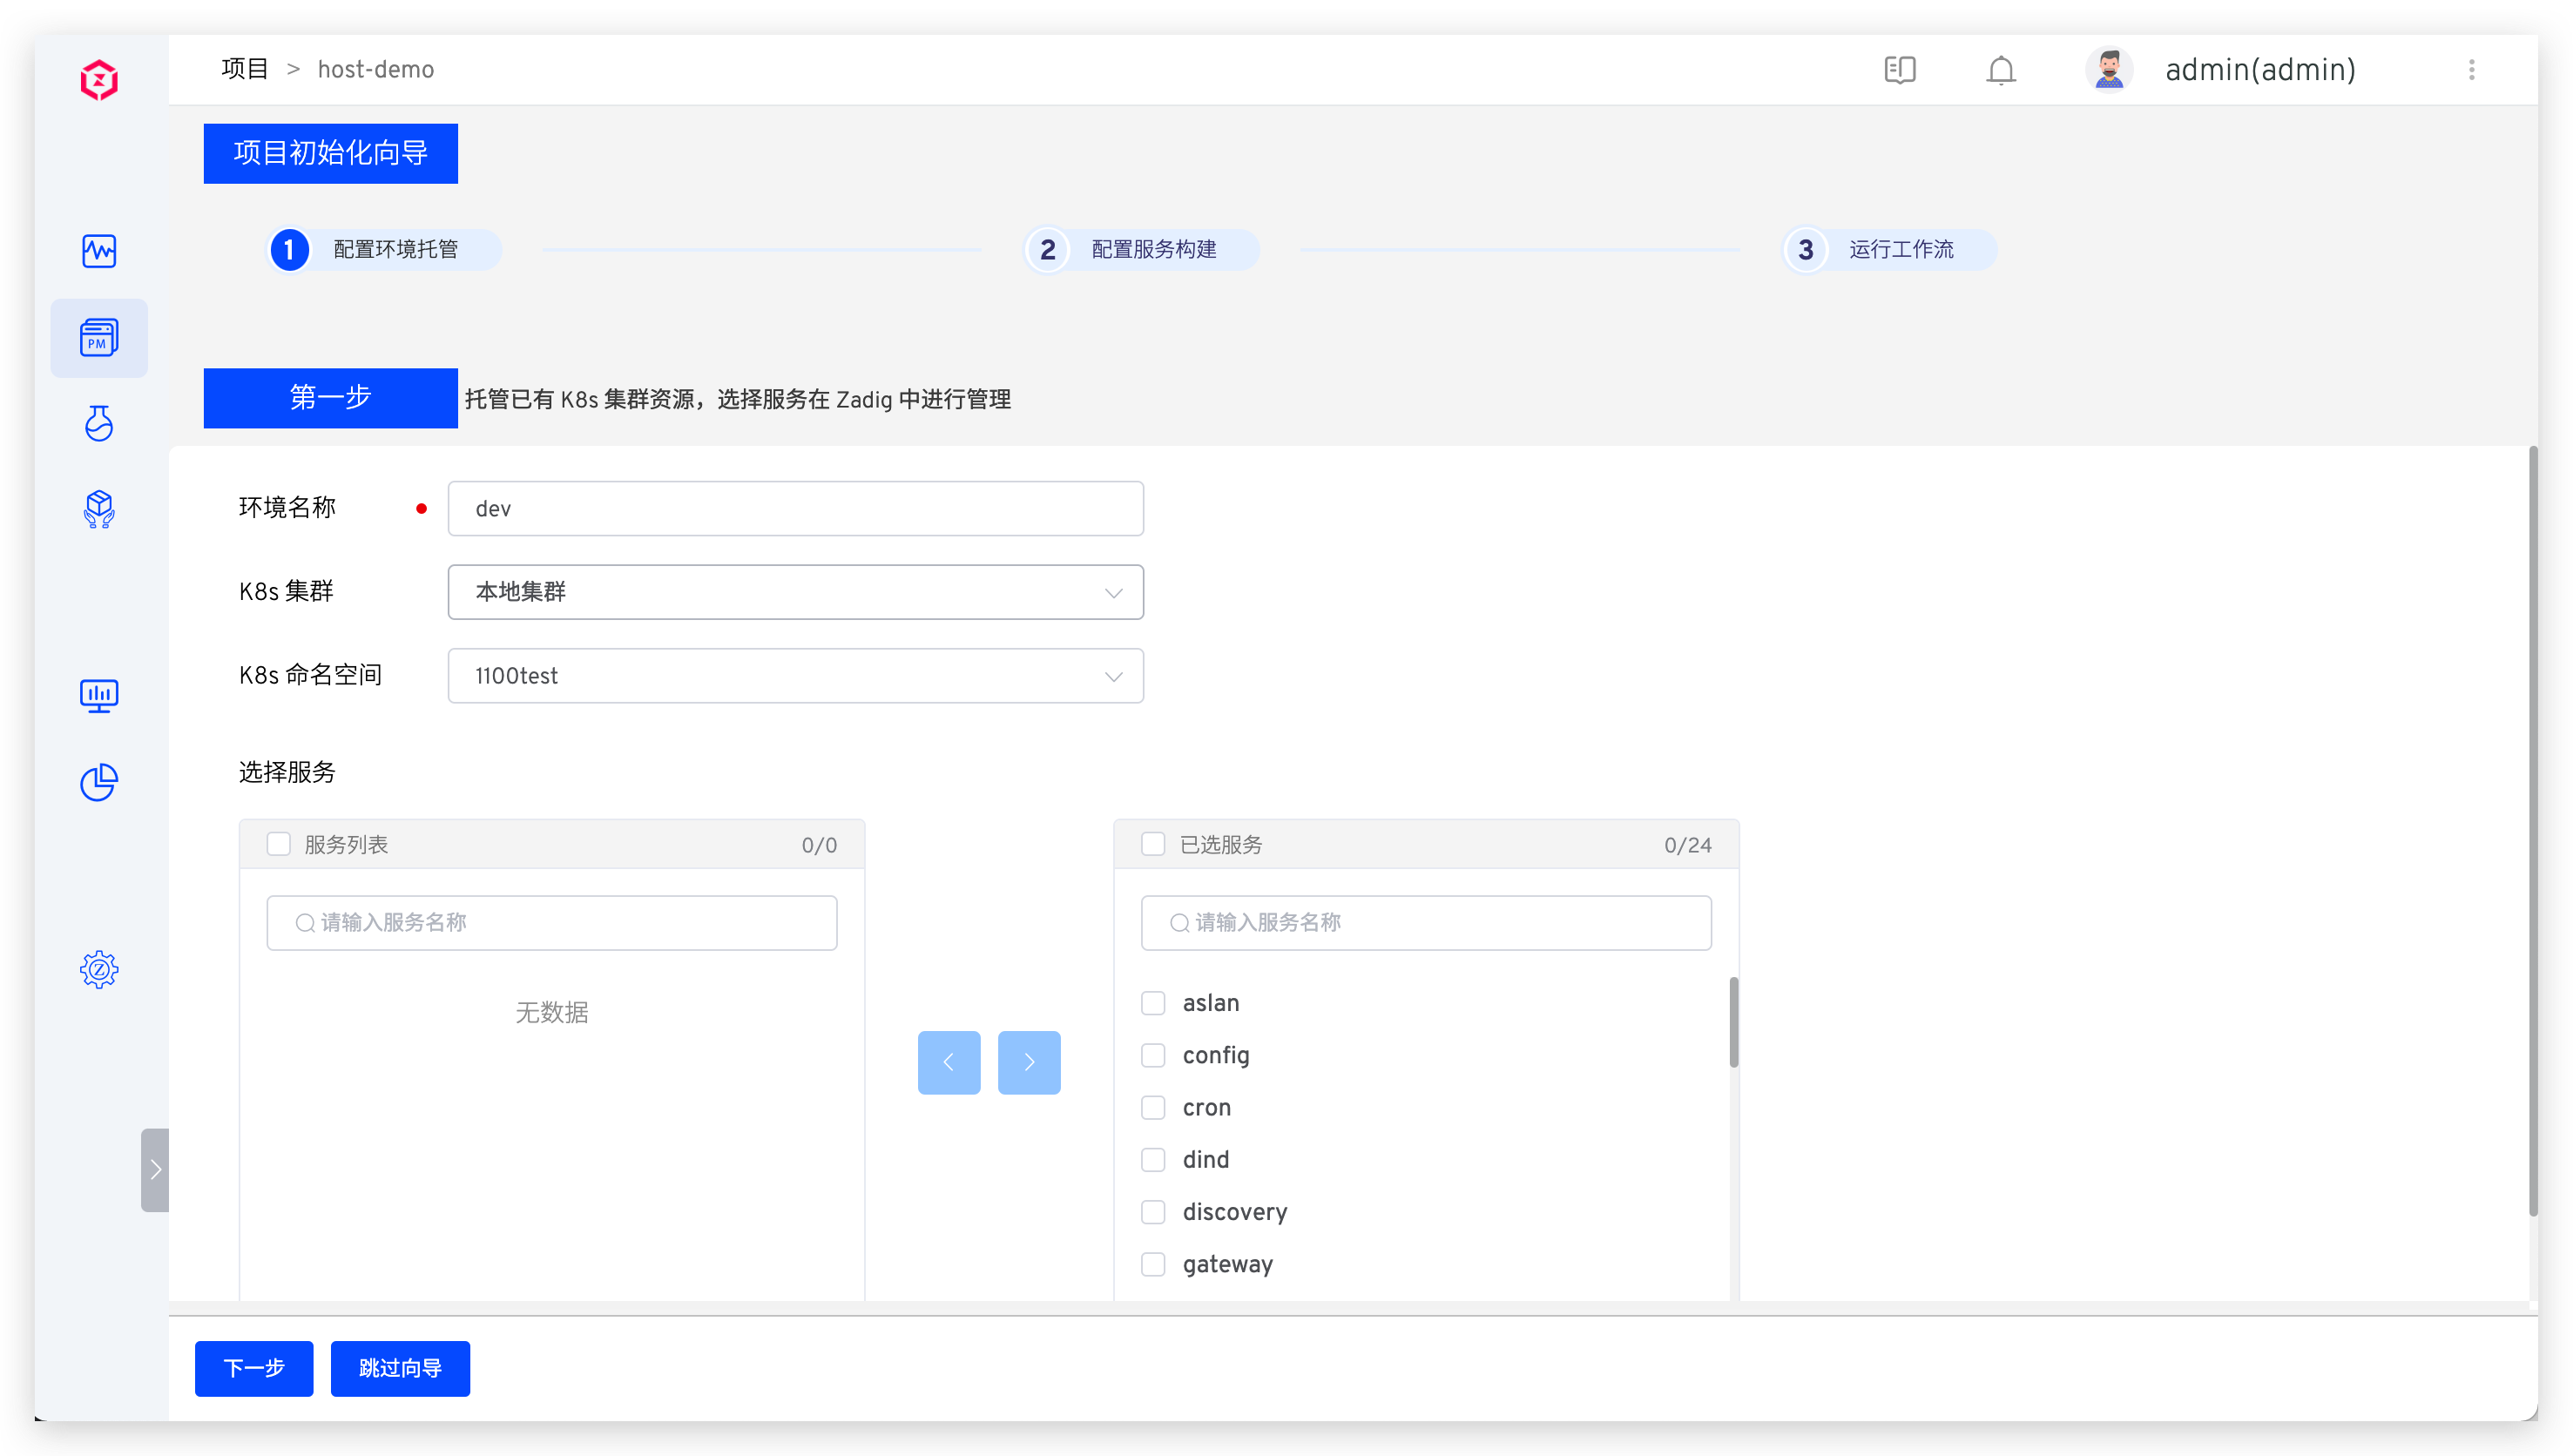 项目 > host-demo
admin(admin)
项目初始化向导
1 配置环境托管
2 配置服务构建
3 运行工作流
PM
第一步 托管已有 K8s 集群资源，选择服务在 Zadig 中进行管理
环境名称 dev
K8s 集群 本地集群
K8s 命名空间 1100test
选择服务
服务列表 0/0
请输入服务名称
无数据
已选服务 0/24
请输入服务名称
aslan
config
cron
dind
discovery
gateway
Z
下一步 跳过向导